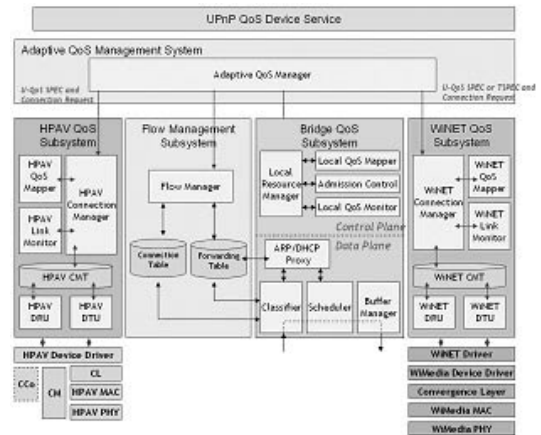 UPnP QoS Device Service
Adaptive QoS Management System
Adaptive QoS Manager
U-QoS SPEC and
Connection Request
U-QoS SPEC or TSPEC and
Connection Request
HPAV QoS
Subsystem
HPAV
QoS
Mapper
HPAV
Link
Monitor
HPAV
Connection
Manager
HPAV CMT
HPAV
DRU
HPAV
DTU
Flow Management
Subsystem
Flow Manager
Connection
Table
Forwarding
Table
Bridge QoS
Subsystem
Local
Resource
Manager
Local QoS Mapper
Admission Control
Local QoS Monitor
Control Plane
Data Plane
ARP/DHCP
Proxy
Classifier
Scheduler
Buffer
Manager
WiNET QoS
Subsystem
WiNET
Connection
Manager
WiNET
QoS
Mapper
WiNET
Link
Monitor
WiNET CMT
WiNET
DRU
WiNET
DTU
HPAV Device Driver
CCo
CM
CL
HPAV MAC
HPAV PHY
WiNET Driver
WiMedia Device Driver
Convergence Layer
WiMedia MAC
WiMedia PHY